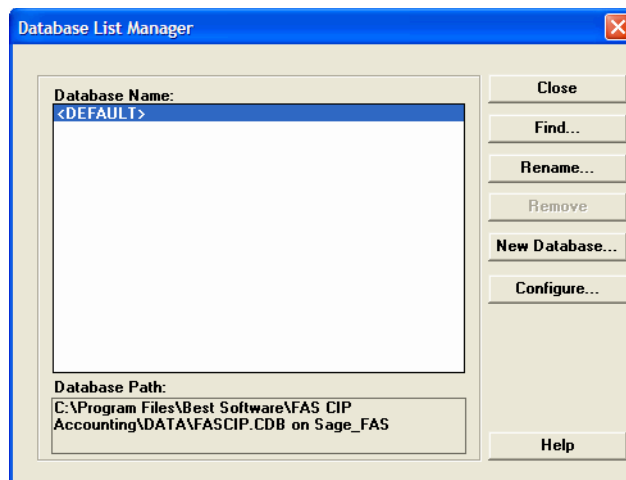 Database List Manager
Database Name:
<DEFAULT>
Close
Find...
Rename...
Remove
New Database...
Configure...
Database Path:
C:\Program Files\Best Software\FAS CIP
Accounting\DATA\FASCIP.CDB on Sage_FAS
Help